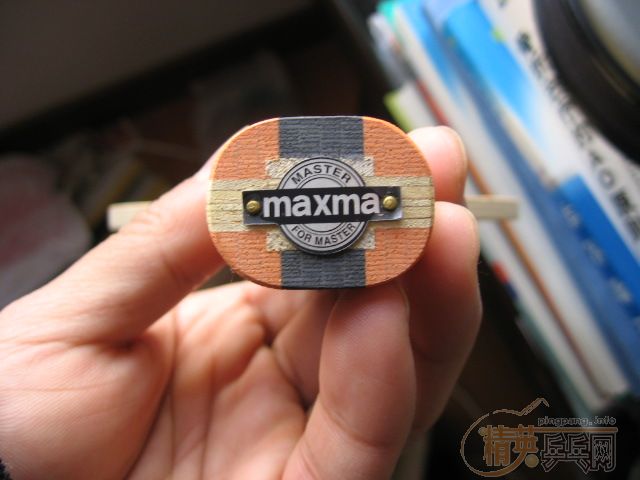 MASTER
maxma
FOR MASTER
pingpang.info
精英乒乓网